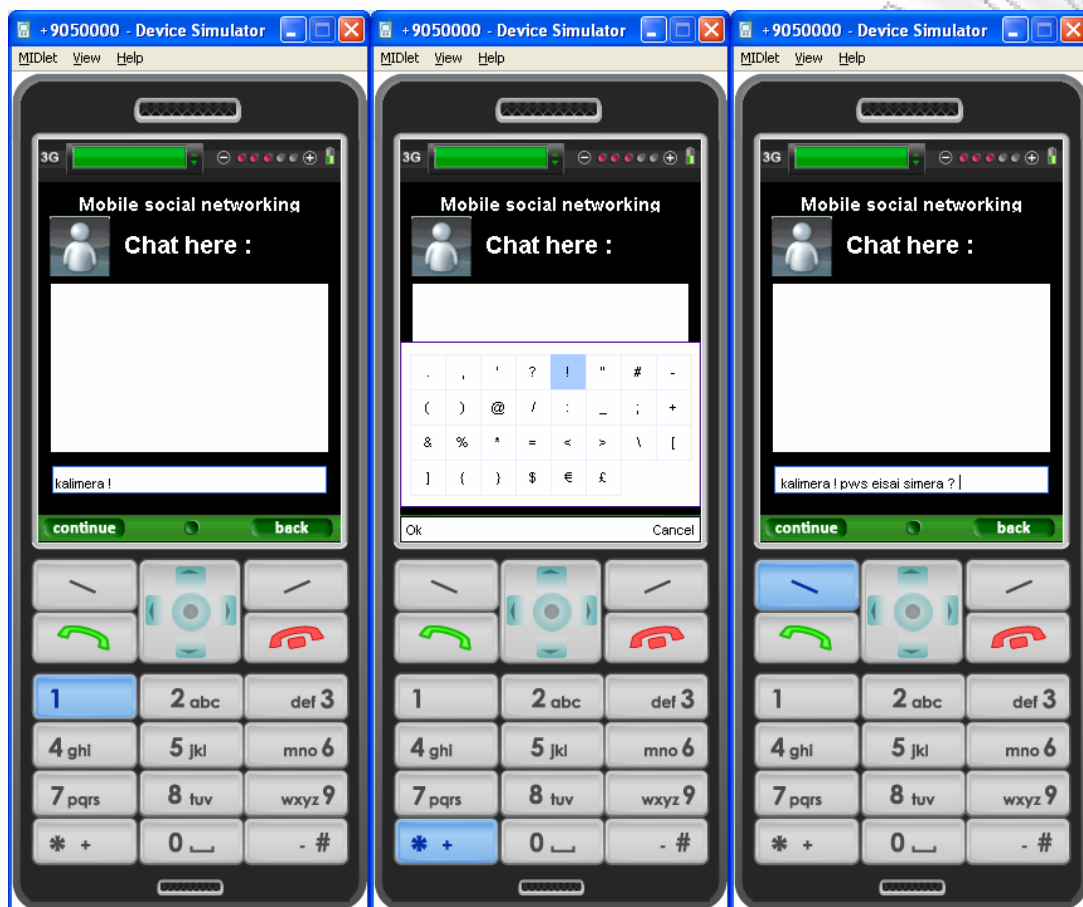 +9050000 - Device Simulator
MIDlet View Help
3G
Mobile social networking
Chat here :
kalimera !
continue back
1 2 abc def 3
4 ghi 5 jkl mno 6
7 pqrs 8 tuv wxyz 9
* + 0 - #
+9050000 - Device Simulator
MIDlet View Help
3G
Mobile social networking
Chat here :
. , ' ? ! " # -
( ) @ / : _ ; +
& % * = < > \ [
] { } $ € £
Ok Cancel
1 2 abc def 3
4 ghi 5 jkl mno 6
7 pqrs 8 tuv wxyz 9
* + 0 - #
+9050000 - Device Simulator
MIDlet View Help
3G
Mobile social networking
Chat here :
kalimera ! pws eisai simera ?
continue back
1 2 abc def 3
4 ghi 5 jkl mno 6
7 pqrs 8 tuv wxyz 9
* + 0 - #